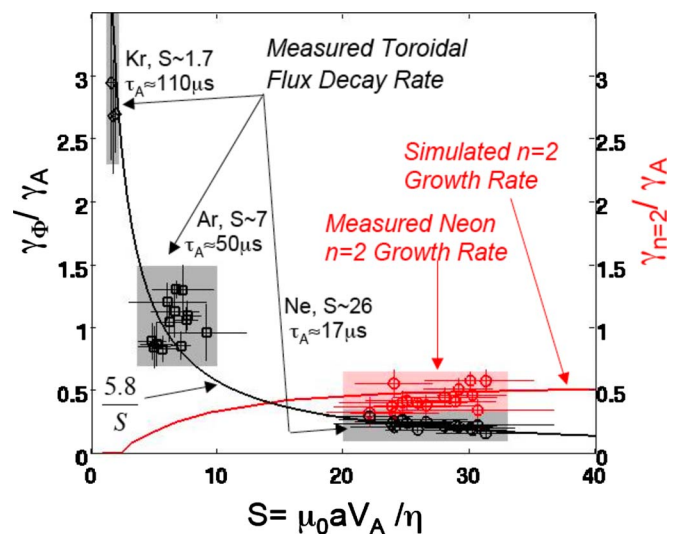 Kr, S~1.7
τA≈110μs
Measured Toroidal
Flux Decay Rate
Simulated n=2
Growth Rate
Measured Neon
n=2 Growth Rate
Ar, S~7
τA≈50μs
Ne, S~26
τA≈17μs
5.8
S
γΦ/ γA
3
2.5
2
1.5
1
0.5
0
γn=2/ γA
3
2.5
2
1.5
1
0.5
0
0 10 20 30 40
S= μ0aVA /η